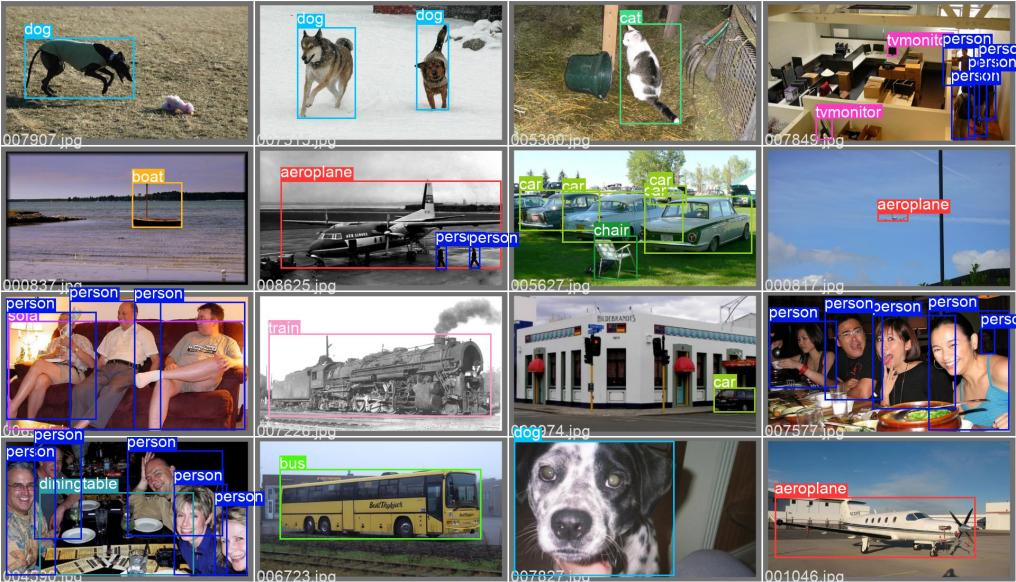 dog
dog
dog
cat
tvmonitor
person
person
person
person
tvmonitor
007907.jpg
005300.jpg
007849.jpg
boat
aeroplane
person
car
car
car
car
chair
aeroplane
000837.jpg
008625.jpg
005627.jpg
000817.jpg
person
person
person
sofa
train
HILDEBRANDT'S
car
person
person
person
person
007226.jpg
007577.jpg
person
person
person
diningtable
person
person
bus
dog
aeroplane
004590.jpg
006723.jpg
007827.jpg
001046.jpg